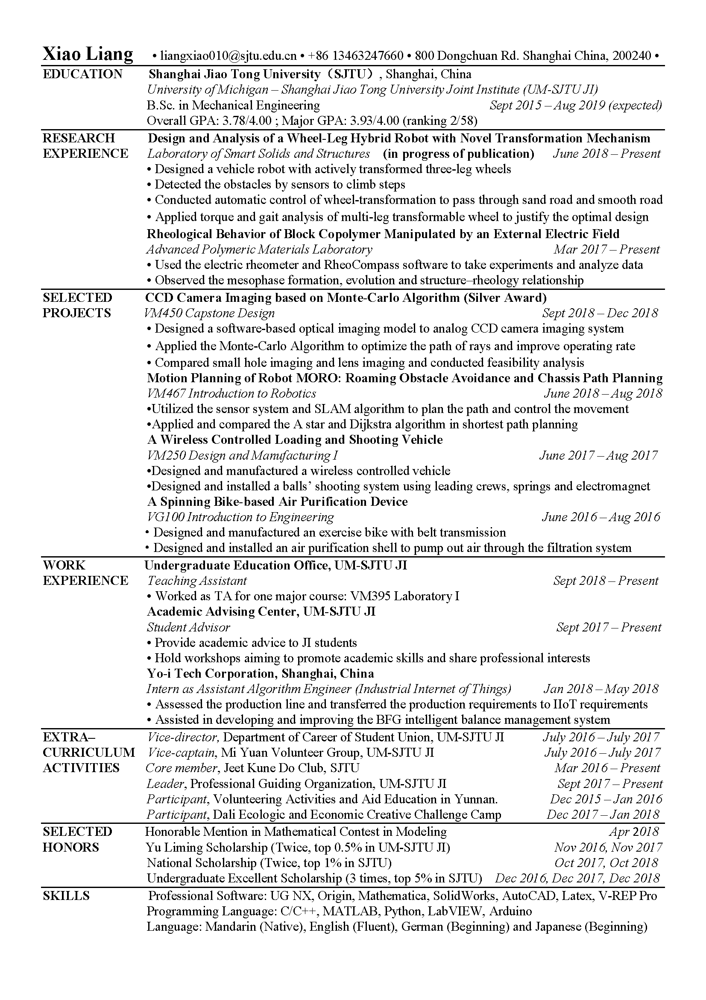 Xiao Liang • liangxiao010@sjtu.edu.cn • +86 13463247660 • 800 Dongchuan Rd. Shanghai China, 200240 •
EDUCATION Shanghai Jiao Tong University（SJTU）, Shanghai, China
University of Michigan – Shanghai Jiao Tong University Joint Institute (UM-SJTU JI)
B.Sc. in Mechanical Engineering Sept 2015 – Aug 2019 (expected)
Overall GPA: 3.78/4.00 ; Major GPA: 3.93/4.00 (ranking 2/58)
RESEARCH Design and Analysis of a Wheel-Leg Hybrid Robot with Novel Transformation Mechanism
EXPERIENCE Laboratory of Smart Solids and Structures (in progress of publication) June 2018 – Present
• Designed a vehicle robot with actively transformed three-leg wheels
• Detected the obstacles by sensors to climb steps
• Conducted automatic control of wheel-transformation to pass through sand road and smooth road
• Applied torque and gait analysis of multi-leg transformable wheel to justify the optimal design
Rheological Behavior of Block Copolymer Manipulated by an External Electric Field
Advanced Polymeric Materials Laboratory Mar 2017 – Present
• Used the electric rheometer and RheoCompass software to take experiments and analyze data
• Observed the mesophase formation, evolution and structure–rheology relationship
SELECTED CCD Camera Imaging based on Monte-Carlo Algorithm (Silver Award)
PROJECTS VM450 Capstone Design Sept 2018 – Dec 2018
• Designed a software-based optical imaging model to analog CCD camera imaging system
• Applied the Monte-Carlo Algorithm to optimize the path of rays and improve operating rate
• Compared small hole imaging and lens imaging and conducted feasibility analysis
Motion Planning of Robot MORO: Roaming Obstacle Avoidance and Chassis Path Planning
VM467 Introduction to Robotics June 2018 – Aug 2018
•Utilized the sensor system and SLAM algorithm to plan the path and control the movement
•Applied and compared the A star and Dijkstra algorithm in shortest path planning
A Wireless Controlled Loading and Shooting Vehicle
VM250 Design and Manufacturing I June 2017 – Aug 2017
•Designed and manufactured a wireless controlled vehicle
•Designed and installed a balls’ shooting system using leading crews, springs and electromagnet
A Spinning Bike-based Air Purification Device
VG100 Introduction to Engineering June 2016 – Aug 2016
• Designed and manufactured an exercise bike with belt transmission
• Designed and installed an air purification shell to pump out air through the filtration system
WORK Undergraduate Education Office, UM-SJTU JI
EXPERIENCE Teaching Assistant Sept 2018 – Present
• Worked as TA for one major course: VM395 Laboratory I
Academic Advising Center, UM-SJTU JI
Student Advisor Sept 2017 – Present
• Provide academic advice to JI students
• Hold workshops aiming to promote academic skills and share professional interests
Yo-i Tech Corporation, Shanghai, China
Intern as Assistant Algorithm Engineer (Industrial Internet of Things) Jan 2018 – May 2018
• Assessed the production line and transferred the production requirements to IIoT requirements
• Assisted in developing and improving the BFG intelligent balance management system
EXTRA– Vice-director, Department of Career of Student Union, UM-SJTU JI July 2016 – July 2017
CURRICULUM Vice-captain, Mi Yuan Volunteer Group, UM-SJTU JI July 2016 – July 2017
ACTIVITIES Core member, Jeet Kune Do Club, SJTU Mar 2016 – Present
Leader, Professional Guiding Organization, UM-SJTU JI Sept 2017 – Present
Participant, Volunteering Activities and Aid Education in Yunnan. Dec 2015 – Jan 2016
Participant, Dali Ecologic and Economic Creative Challenge Camp Dec 2017 – Jan 2018
SELECTED Honorable Mention in Mathematical Contest in Modeling Apr 2018
HONORS Yu Liming Scholarship (Twice, top 0.5% in UM-SJTU JI) Nov 2016, Nov 2017
National Scholarship (Twice, top 1% in SJTU) Oct 2017, Oct 2018
Undergraduate Excellent Scholarship (3 times, top 5% in SJTU) Dec 2016, Dec 2017, Dec 2018
SKILLS Professional Software: UG NX, Origin, Mathematica, SolidWorks, AutoCAD, Latex, V-REP Pro
Programming Language: C/C++, MATLAB, Python, LabVIEW, Arduino
Language: Mandarin (Native), English (Fluent), German (Beginning) and Japanese (Beginning)